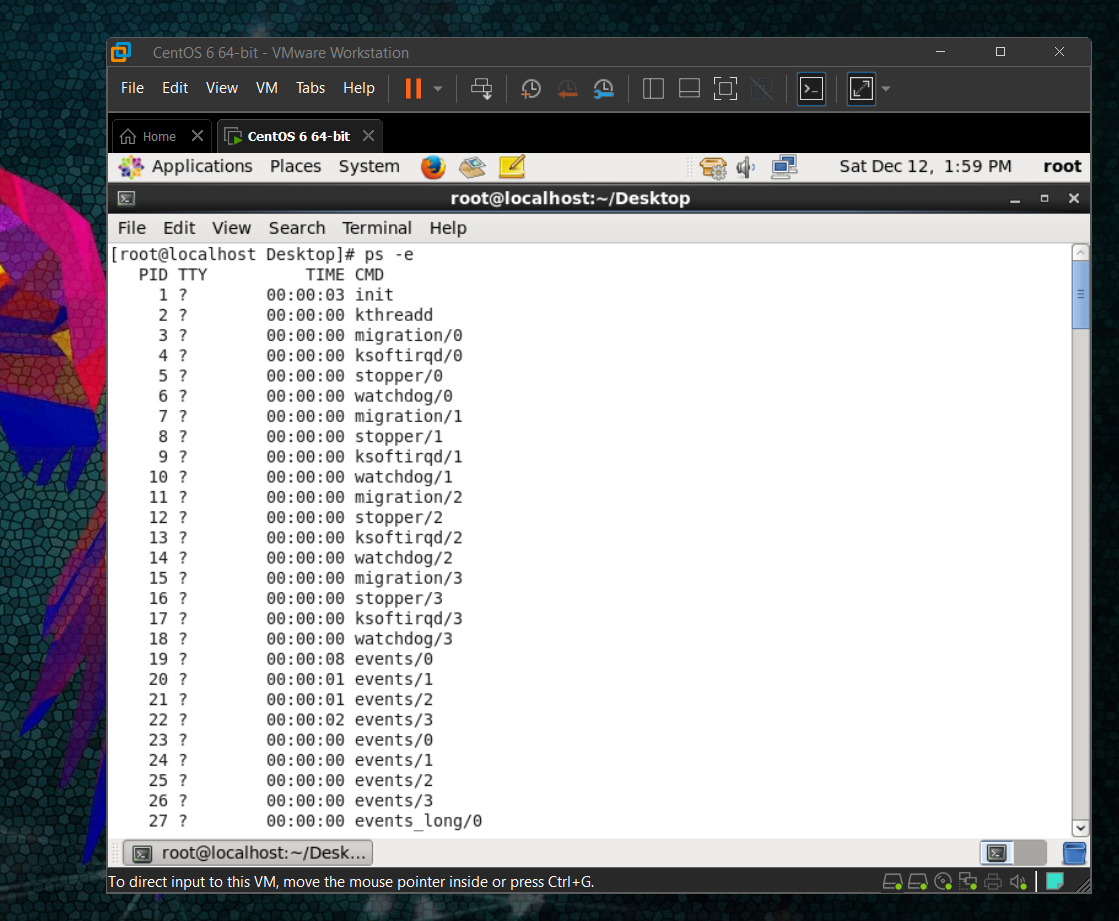 CentOS 6 64-bit - VMware Workstation
File Edit View VM Tabs Help
Home CentOS 6 64-bit
Applications Places System Sat Dec 12, 1:59 PM root
root@localhost:~/Desktop
File Edit View Search Terminal Help
[root@localhost Desktop]# ps -e
PID TTY TIME CMD
1 ? 00:00:03 init
2 ? 00:00:00 kthreadd
3 ? 00:00:00 migration/0
4 ? 00:00:00 ksoftirqd/0
5 ? 00:00:00 stopper/0
6 ? 00:00:00 watchdog/0
7 ? 00:00:00 migration/1
8 ? 00:00:00 stopper/1
9 ? 00:00:00 ksoftirqd/1
10 ? 00:00:00 watchdog/1
11 ? 00:00:00 migration/2
12 ? 00:00:00 stopper/2
13 ? 00:00:00 ksoftirqd/2
14 ? 00:00:00 watchdog/2
15 ? 00:00:00 migration/3
16 ? 00:00:00 stopper/3
17 ? 00:00:00 ksoftirqd/3
18 ? 00:00:00 watchdog/3
19 ? 00:00:08 events/0
20 ? 00:00:01 events/1
21 ? 00:00:01 events/2
22 ? 00:00:02 events/3
23 ? 00:00:00 events/0
24 ? 00:00:00 events/1
25 ? 00:00:00 events/2
26 ? 00:00:00 events/3
27 ? 00:00:00 events_long/0
root@localhost:~/Desk...
To direct input to this VM, move the mouse pointer inside or press Ctrl+G.